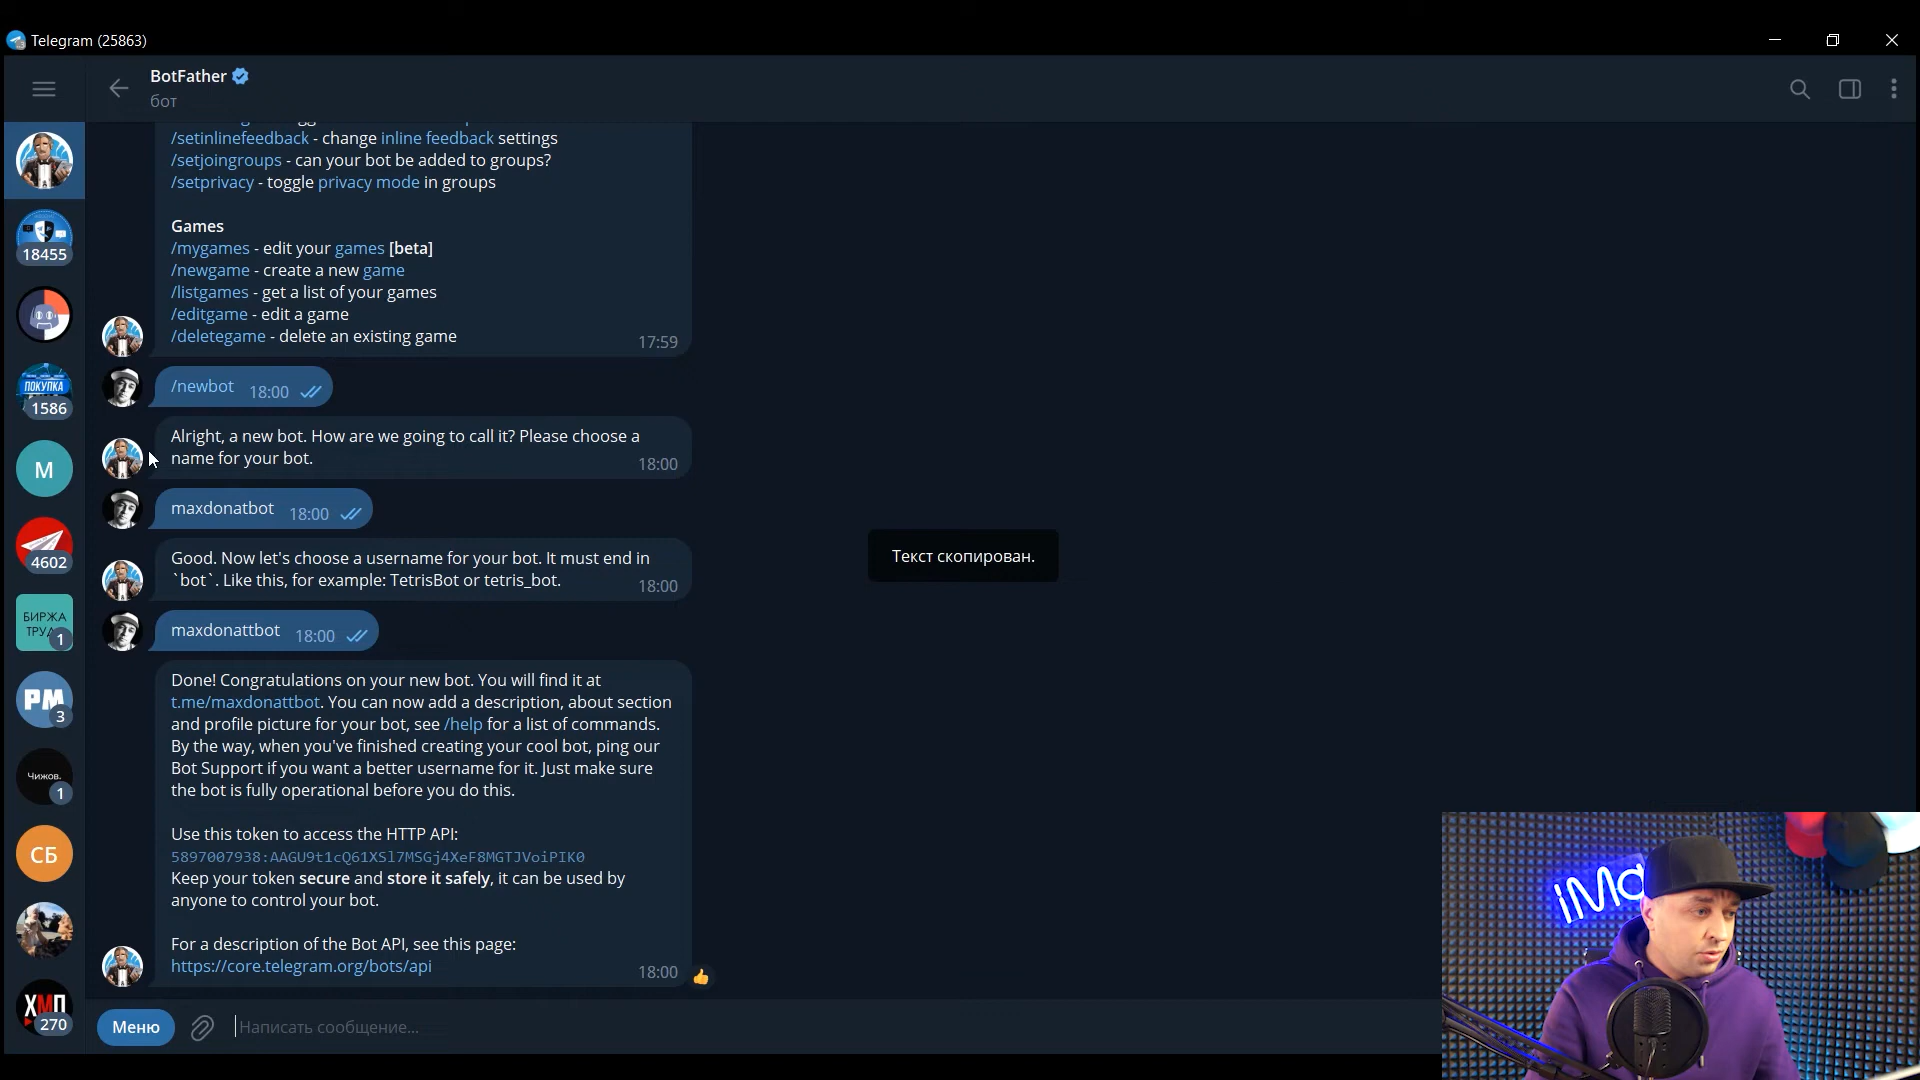 Telegram (25863)
BotFather
бот
/setinlinefeedback - change inline feedback settings
/setjoingroups - can your bot be added to groups?
/setprivacy - toggle privacy mode in groups
Games
/mygames - edit your games [beta]
/newgame - create a new game
/listgames - get a list of your games
/editgame - edit a game
/deletegame - delete an existing game
17:59
/newbot 18:00
Alright, a new bot. How are we going to call it? Please choose a
name for your bot.
18:00
maxdonatbot 18:00
Good. Now let's choose a username for your bot. It must end in
`bot`. Like this, for example: TetrisBot or tetris_bot.
18:00
maxdonattbot 18:00
Done! Congratulations on your new bot. You will find it at
t.me/maxdonattbot. You can now add a description, about section
and profile picture for your bot, see /help for a list of commands.
By the way, when you've finished creating your cool bot, ping our
Bot Support if you want a better username for it. Just make sure
the bot is fully operational before you do this.
Use this token to access the HTTP API:
5897007938:AAGU9t1cQ61XSl7MSGj4XeF8MGTJVoiPIK0
Keep your token secure and store it safely, it can be used by
anyone to control your bot.
For a description of the Bot API, see this page:
https://core.telegram.org/bots/api
18:00
Меню
Написать сообщение...
Текст скопирован.
18455
ПОКУПКА
1586
М
4602
БИРЖА
1
РМ
3
Чижов.
1
СБ
ХМП
270